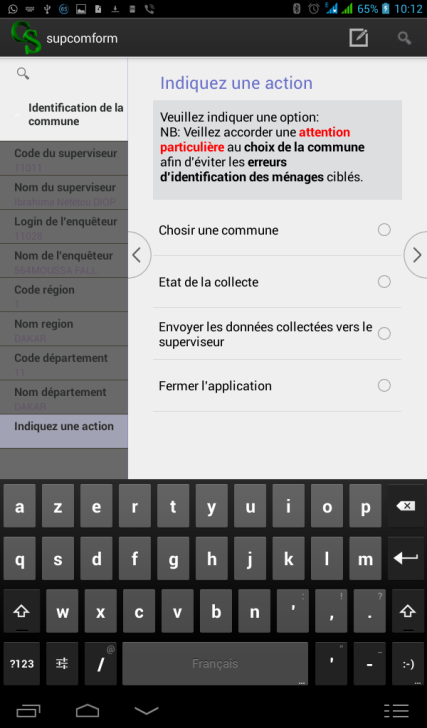 65% 10:12
supcomform
Identification de la
commune
Code du superviseur
11011
Nom du superviseur
Ibrahima NéNétou DIOP
Login de l'enquêteur
11028
Nom de l'enquêteur
564MOUSSA FALL
Code région
1
Nom region
DAKAR
Code département
11
Nom département
DAKAR
Indiquez une action
Indiquez une action
Veuillez indiquer une option:
NB: Veillez accorder une attention
particulière au choix de la commune
afin d'éviter les erreurs
d'identification des ménages ciblés.
Chosir une commune
Etat de la collecte
Envoyer les données collectées vers le
superviseur
Fermer l'application
a z e r t y u i o p
q s d f g h j k l m
w x c v b n ' , .
?123 / Français ' - :-)